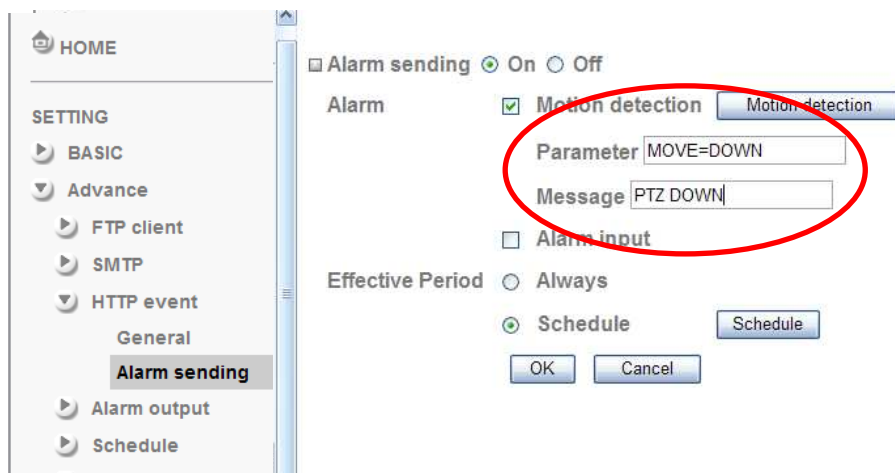 HOME
SETTING
BASIC
Advance
FTP client
SMTP
HTTP event
General
Alarm sending
Alarm output
Schedule
Alarm sending On Off
Alarm Motion detection Motion detection
Parameter MOVE=DOWN
Message PTZ DOWN
Alarm input
Effective Period Always
Schedule Schedule
OK Cancel